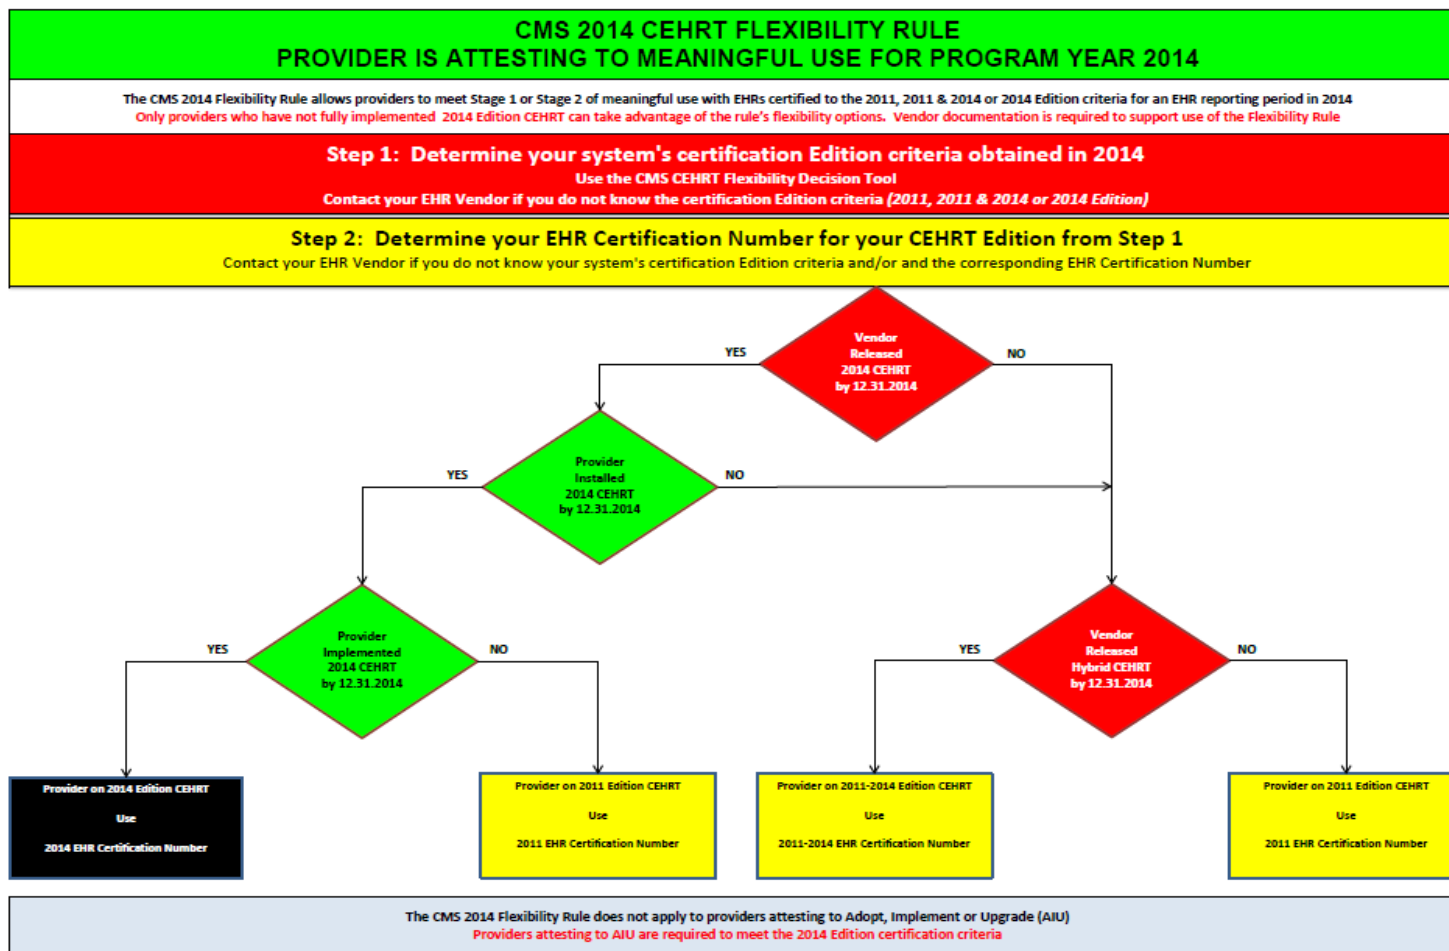 CMS 2014 CEHRT FLEXIBILITY RULE
PROVIDER IS ATTESTING TO MEANINGFUL USE FOR PROGRAM YEAR 2014
The CMS 2014 Flexibility Rule allows providers to meet Stage 1 or Stage 2 of meaningful use with EHRs certified to the 2011, 2011 & 2014 or 2014 Edition criteria for an EHR reporting period in 2014
Only providers who have not fully implemented 2014 Edition CEHRT can take advantage of the rule's flexibility options. Vendor documentation is required to support use of the Flexibility Rule
Step 1: Determine your system's certification Edition criteria obtained in 2014
Use the CMS CEHRT Flexibility Decision Tool
Contact your EHR Vendor if you do not know the certification Edition criteria (2011, 2011 & 2014 or 2014 Edition)
Step 2: Determine your EHR Certification Number for your CEHRT Edition from Step 1
Contact your EHR Vendor if you do not know your system's certification Edition criteria and/or and the corresponding EHR Certification Number
YES
Vendor
Released
2014 CEHRT
by 12.31.2014
NO
YES
Provider
Installed
2014 CEHRT
by 12.31.2014
NO
YES
Provider
Implemented
2014 CEHRT
by 12.31.2014
NO
YES
Vendor
Released
Hybrid CEHRT
by 12.31.2014
NO
Provider on 2014 Edition CEHRT
Use
2014 EHR Certification Number
Provider on 2011 Edition CEHRT
Use
2011 EHR Certification Number
Provider on 2011-2014 Edition CEHRT
Use
2011-2014 EHR Certification Number
Provider on 2011 Edition CEHRT
Use
2011 EHR Certification Number
The CMS 2014 Flexibility Rule does not apply to providers attesting to Adopt, Implement or Upgrade (AIU)
Providers attesting to AIU are required to meet the 2014 Edition certification criteria